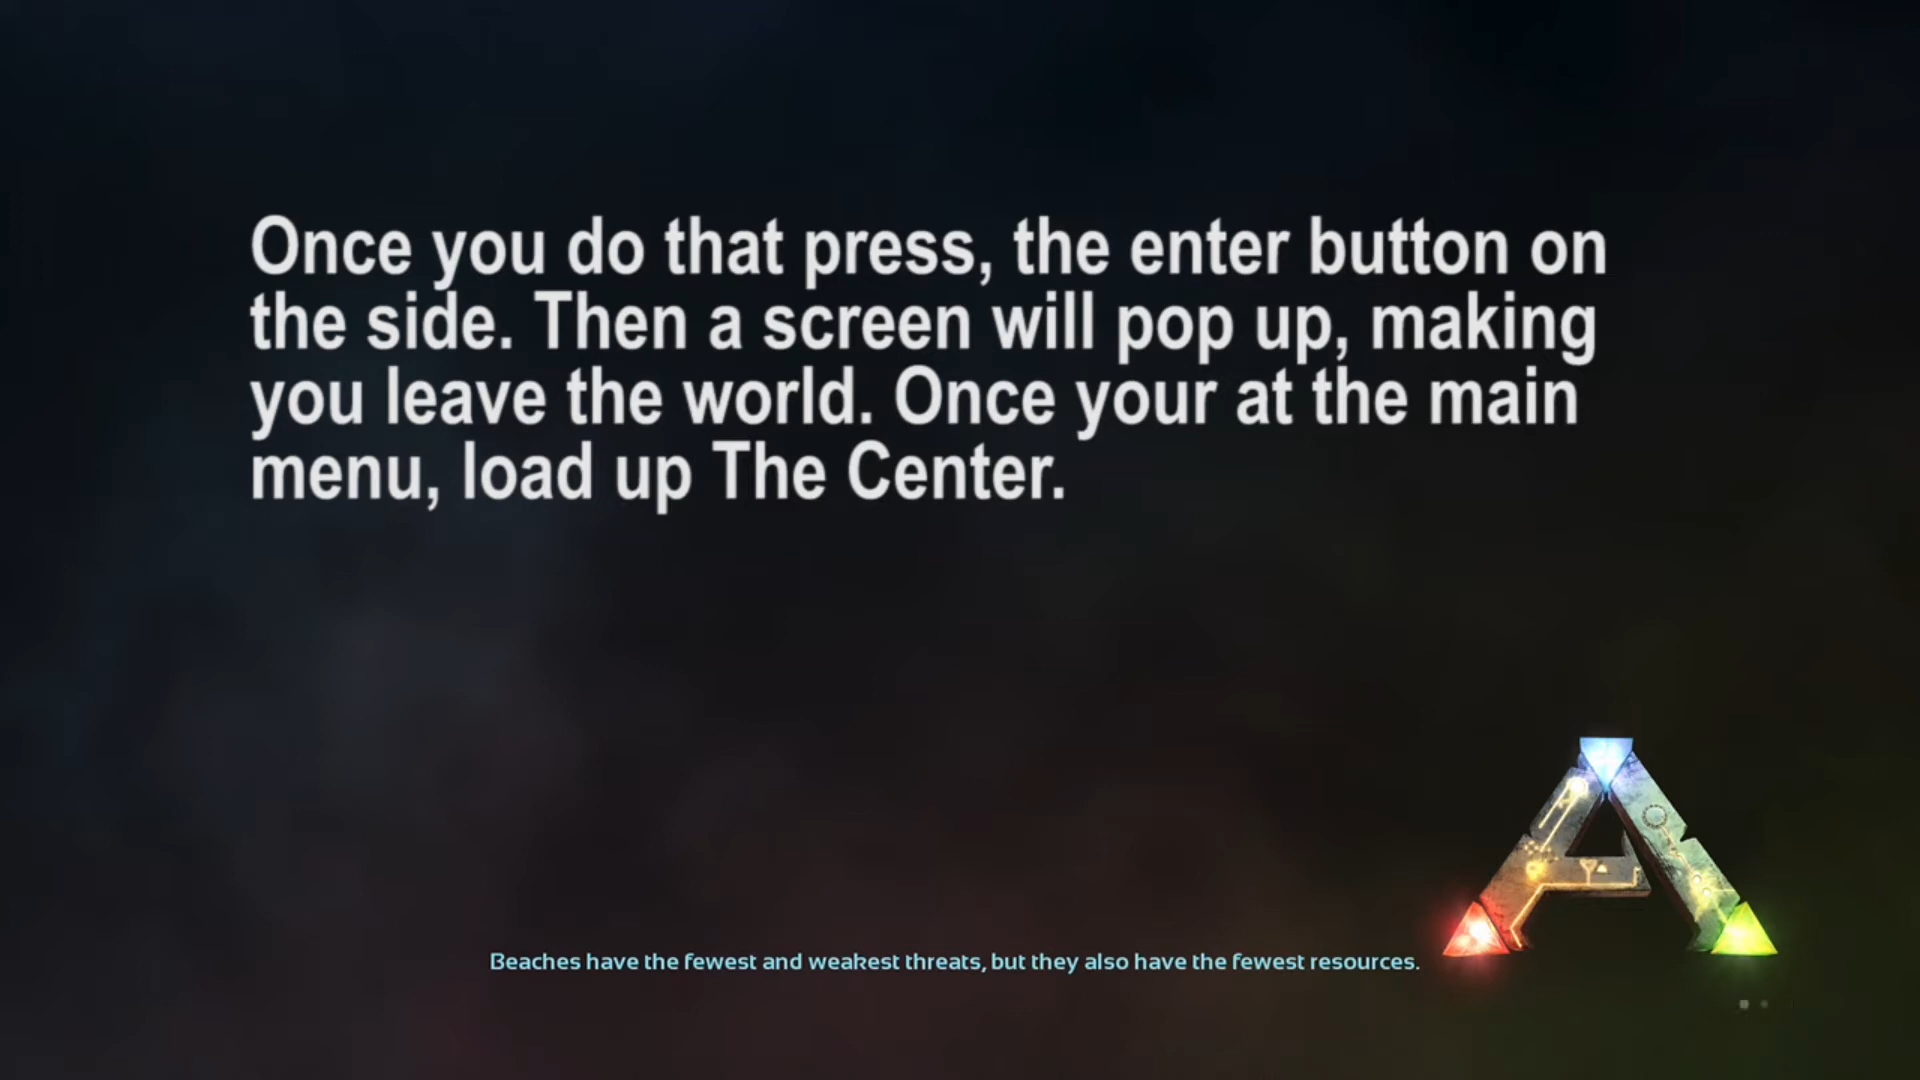 Once you do that press, the enter button on
the side. Then a screen will pop up, making
you leave the world. Once your at the main
menu, load up The Center.
Beaches have the fewest and weakest threats, but they also have the fewest resources.